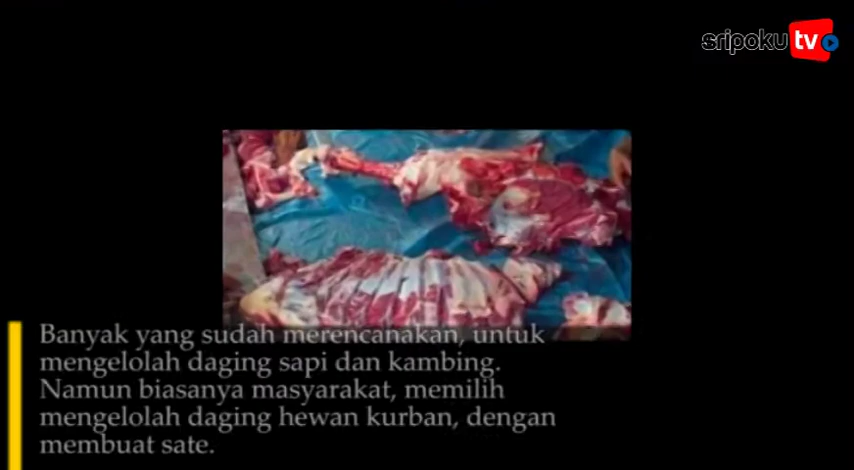 sripoku tv
Banyak yang sudah merencanakan, untuk
mengelolah daging sapi dan kambing.
Namun biasanya masyarakat, memilih
mengelolah daging hewan kurban, dengan
membuat sate.